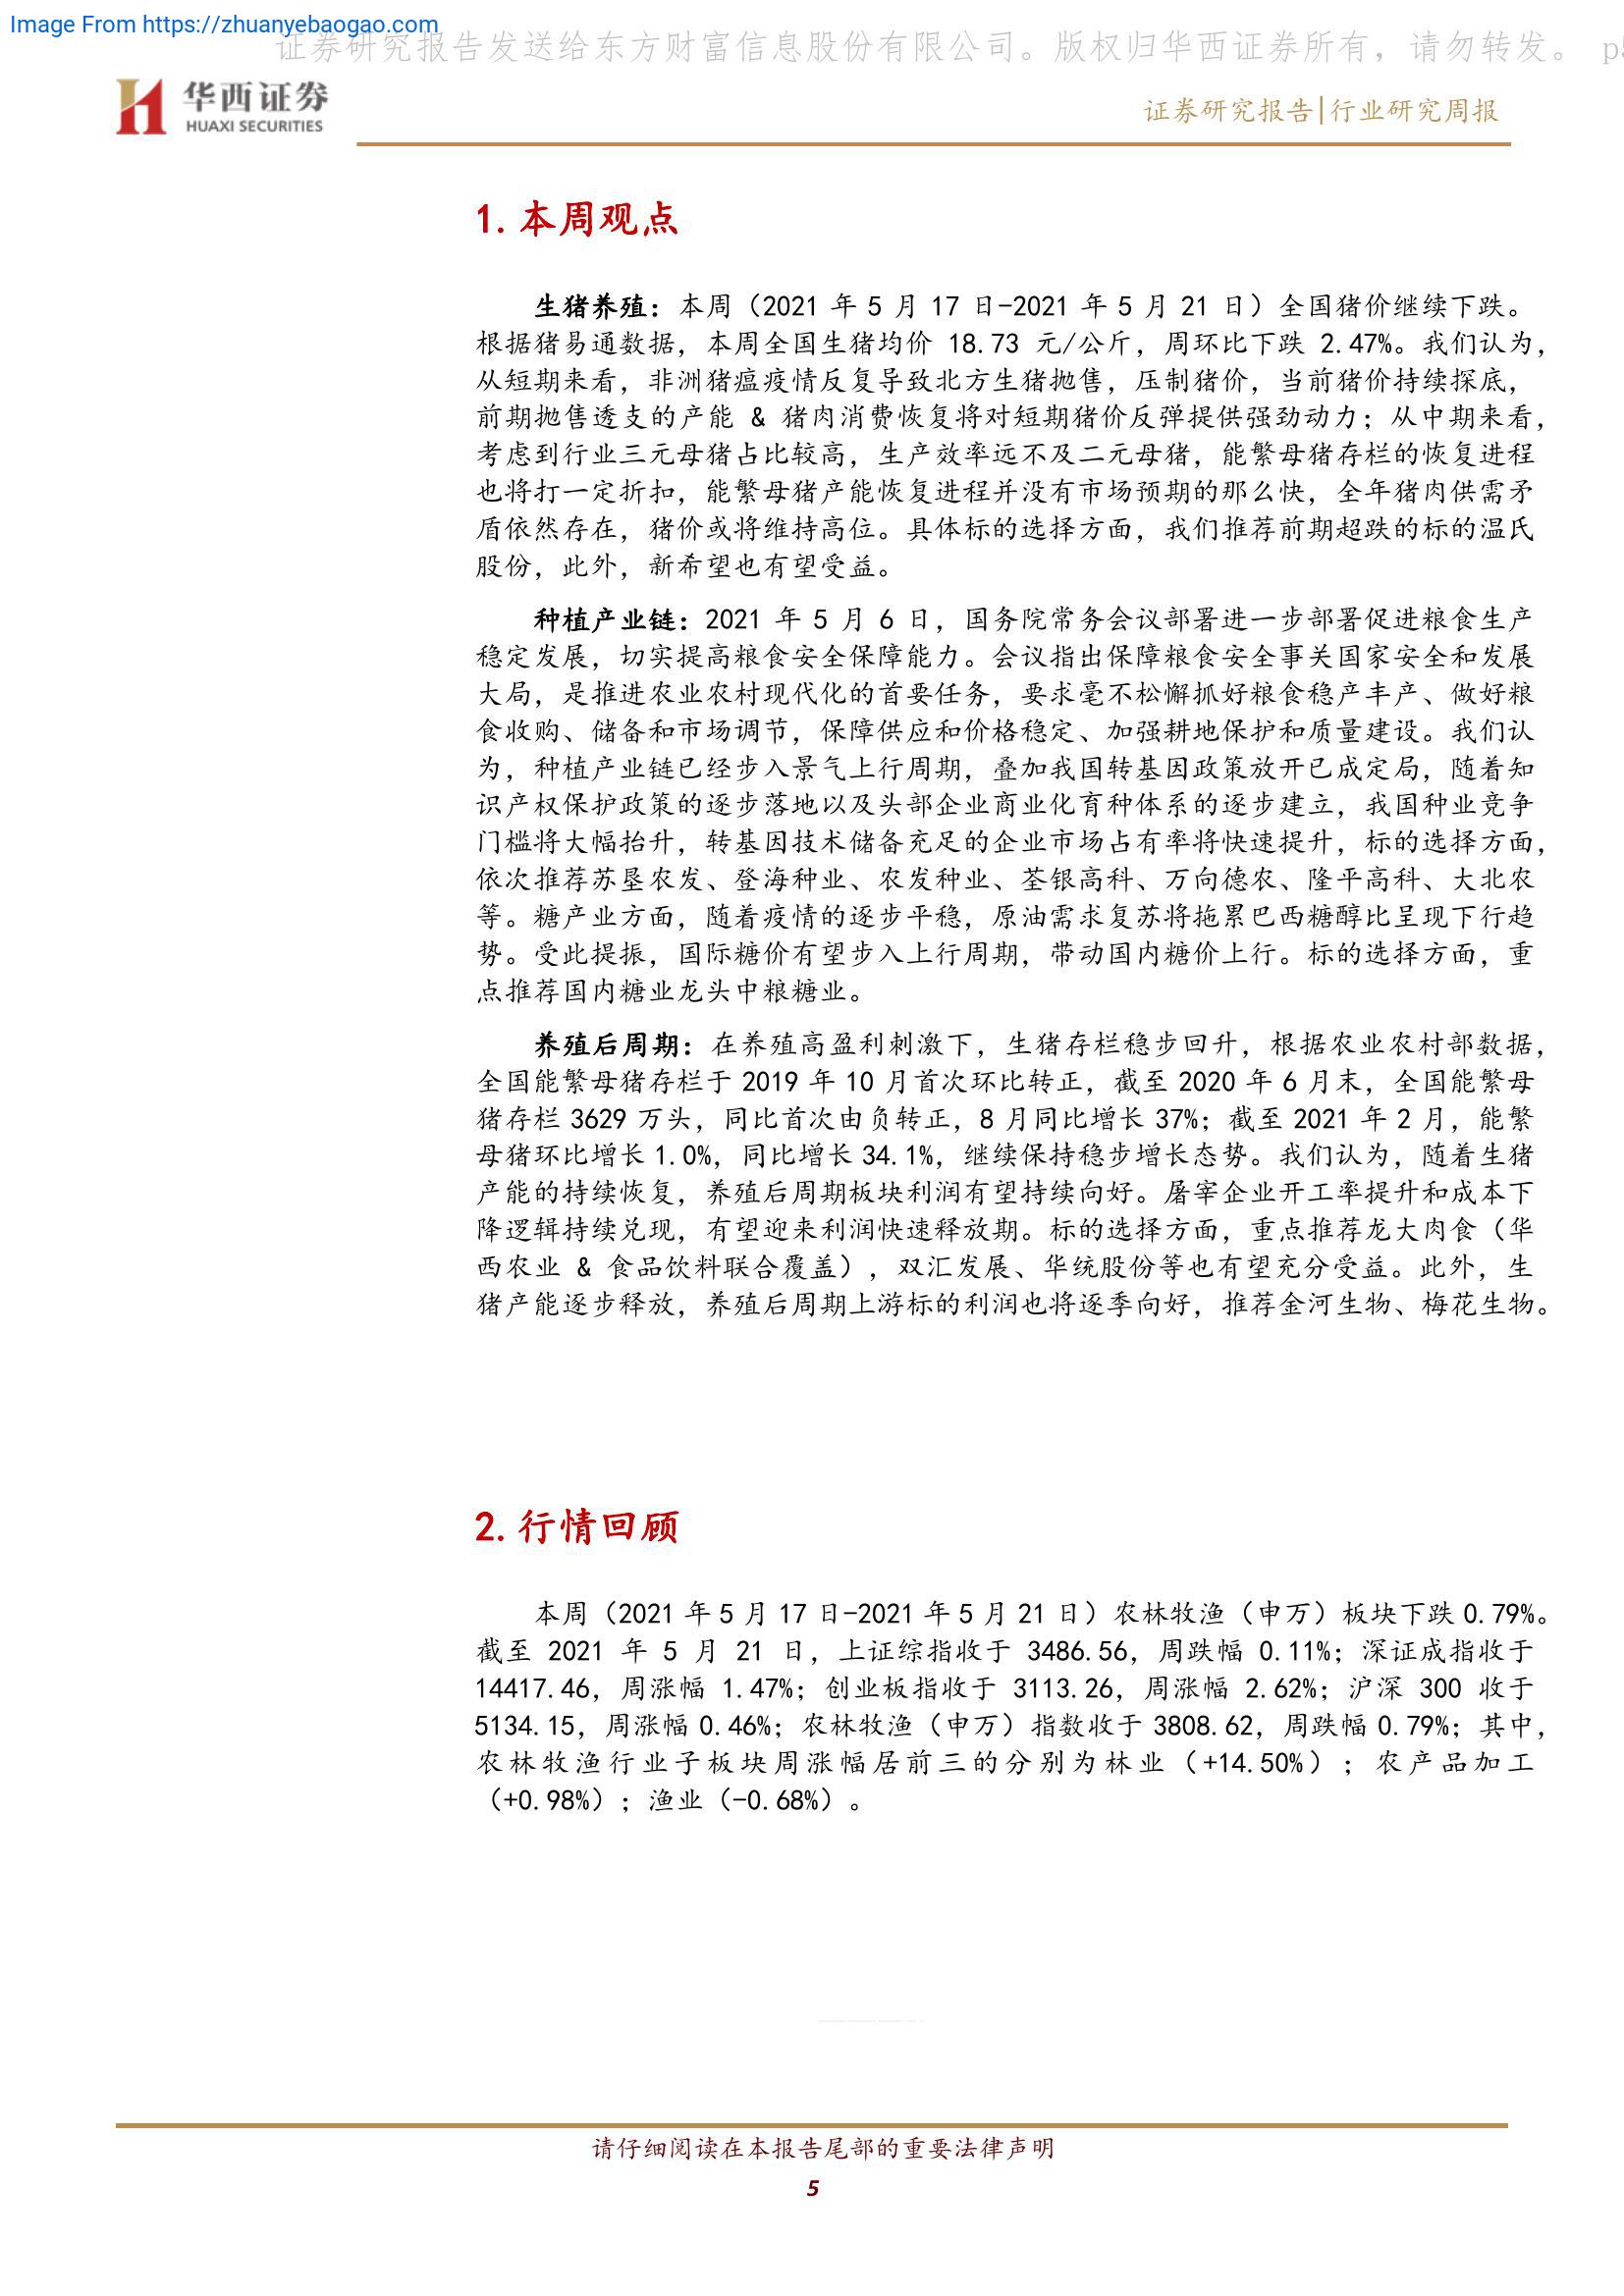 Image From https://zhuanyebaogao.com
证券研究报告发送给东方财富信息股份有限公司。版权归华西证券所有，请勿转发。 p5
华西证券
HUAXI SECURITIES
证券研究报告|行业研究周报
1. 本周观点
生猪养殖：本周（2021 年 5 月 17 日-2021 年 5 月 21 日）全国猪价继续下跌。
根据猪易通数据，本周全国生猪均价 18.73 元/公斤，周环比下跌 2.47%。我们认为，
从短期来看，非洲猪瘟疫情反复导致北方生猪抛售，压制猪价，当前猪价持续探底，
前期抛售透支的产能 & 猪肉消费恢复将对短期猪价反弹提供强劲动力；从中期来看，
考虑到行业三元母猪占比较高，生产效率远不及二元母猪，能繁母猪存栏的恢复进程
也将打一定折扣，能繁母猪产能恢复进程并没有市场预期的那么快，全年猪肉供需矛
盾依然存在，猪价或将维持高位。具体标的选择方面，我们推荐前期超跌的标的温氏
股份，此外，新希望也有望受益。
种植产业链：2021 年 5 月 6 日，国务院常务会议部署进一步部署促进粮食生产
稳定发展，切实提高粮食安全保障能力。会议指出保障粮食安全事关国家安全和发展
大局，是推进农业农村现代化的首要任务，要求毫不松懈抓好粮食稳产丰产、做好粮
食收购、储备和市场调节，保障供应和价格稳定、加强耕地保护和质量建设。我们认
为，种植产业链已经步入景气上行周期，叠加我国转基因政策放开已成定局，随着知
识产权保护政策的逐步落地以及头部企业商业化育种体系的逐步建立，我国种业竞争
门槛将大幅抬升，转基因技术储备充足的企业市场占有率将快速提升，标的选择方面，
依次推荐苏垦农发、登海种业、农发种业、荃银高科、万向德农、隆平高科、大北农
等。糖产业方面，随着疫情的逐步平稳，原油需求复苏将拖累巴西糖醇比呈现下行趋
势。受此提振，国际糖价有望步入上行周期，带动国内糖价上行。标的选择方面，重
点推荐国内糖业龙头中粮糖业。
养殖后周期：在养殖高盈利刺激下，生猪存栏稳步回升，根据农业农村部数据，
全国能繁母猪存栏于 2019 年 10 月首次环比转正，截至 2020 年 6 月末，全国能繁母
猪存栏 3629 万头，同比首次由负转正，8 月同比增长 37%；截至 2021 年 2 月，能繁
母猪环比增长 1.0%，同比增长 34.1%，继续保持稳步增长态势。我们认为，随着生猪
产能的持续恢复，养殖后周期板块利润有望持续向好。屠宰企业开工率提升和成本下
降逻辑持续兑现，有望迎来利润快速释放期。标的选择方面，重点推荐龙大肉食（华
西农业 & 食品饮料联合覆盖），双汇发展、华统股份等也有望充分受益。此外，生
猪产能逐步释放，养殖后周期上游标的利润也将逐季向好，推荐金河生物、梅花生物。
2. 行情回顾
本周（2021 年 5 月 17 日-2021 年 5 月 21 日）农林牧渔（申万）板块下跌 0.79%。
截至 2021 年 5 月 21 日，上证综指收于 3486.56，周跌幅 0.11%；深证成指收于
14417.46，周涨幅 1.47%；创业板指收于 3113.26，周涨幅 2.62%；沪深 300 收于
5134.15，周涨幅 0.46%；农林牧渔（申万）指数收于 3808.62，周跌幅 0.79%；其中，
农林牧渔行业子板块周涨幅居前三的分别为林业（+14.50%）；农产品加工
（+0.98%）；渔业（-0.68%）。
请仔细阅读在本报告尾部的重要法律声明
5